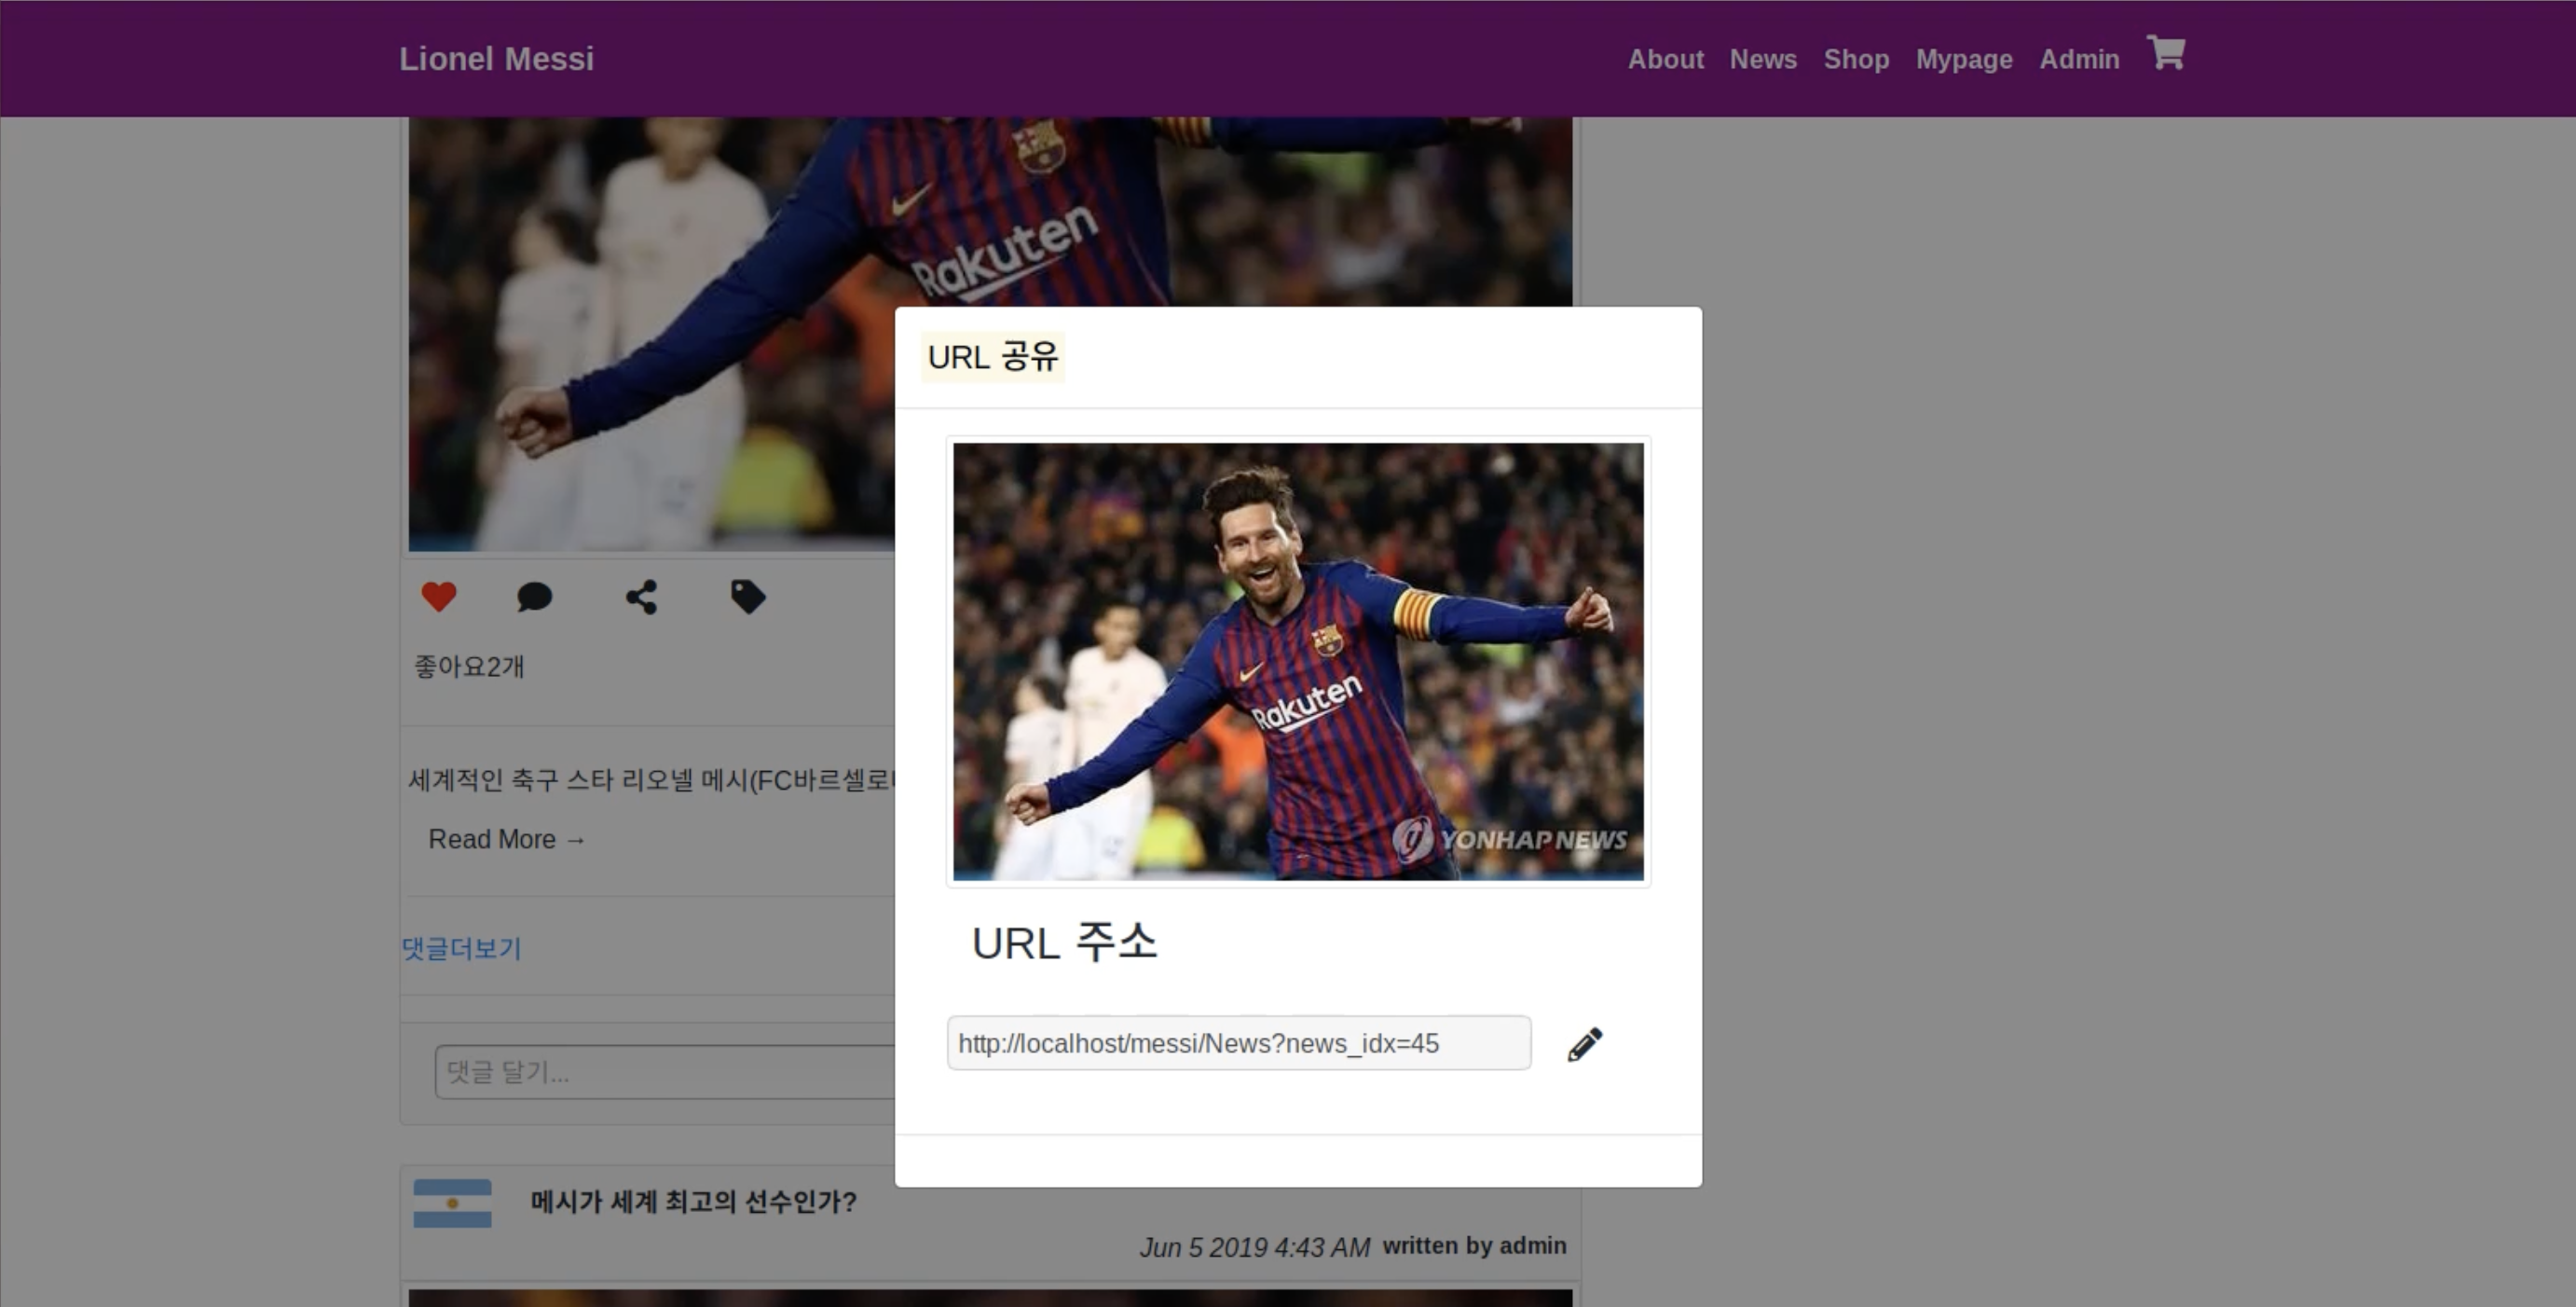 Lionel Messi
About News Shop Mypage Admin
Rakuten
URL 공유
Rakuten
YONHAP NEWS
좋아요2개
세계적인 축구 스타 리오넬 메시(FC바르셀로
Read More →
댓글더보기
URL 주소
http://localhost/messi/News?news_idx=45
댓글 달기...
메시가 세계 최고의 선수인가?
Jun 5 2019 4:43 AM written by admin